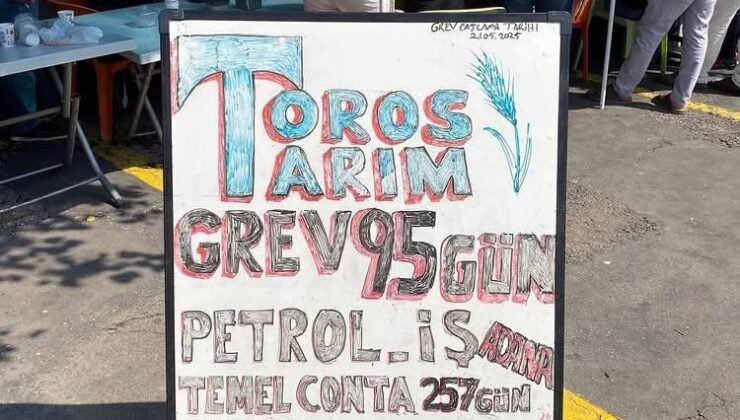 GREV BAŞLAMA TARİHİ
21.05.2025
TOROS
TARIM
GREV 95 GÜN
PETROL-İŞ ADANA
TEMEL CONTA 257 GÜN